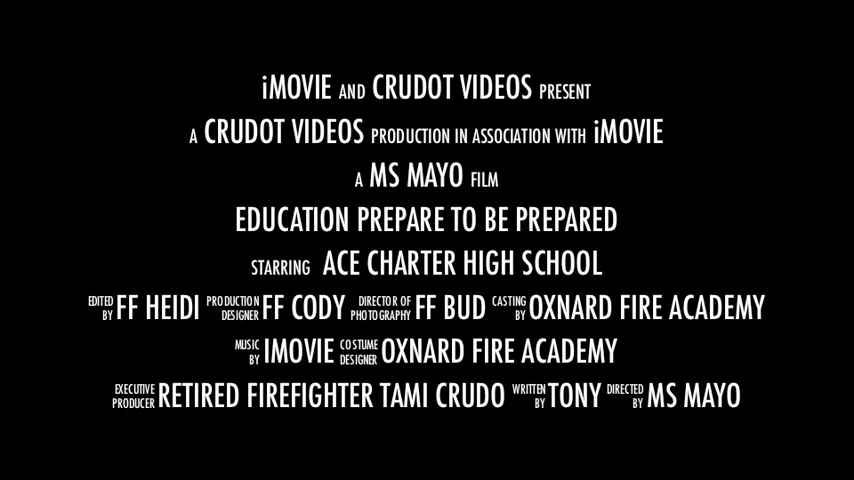 iMOVIE AND CRUDOT VIDEOS PRESENT
A CRUDOT VIDEOS PRODUCTION IN ASSOCIATION WITH iMOVIE
A MS MAYO FILM
EDUCATION PREPARE TO BE PREPARED
STARRING ACE CHARTER HIGH SCHOOL
EDITED BY FF HEIDI PRODUCTION DESIGNER FF CODY DIRECTOR OF PHOTOGRAPHY FF BUD CASTING BY OXNARD FIRE ACADEMY
MUSIC BY IMOVIE COSTUME DESIGNER OXNARD FIRE ACADEMY
EXECUTIVE PRODUCER RETIRED FIREFIGHTER TAMI CRUDO WRITTEN BY TONY DIRECTED BY MS MAYO